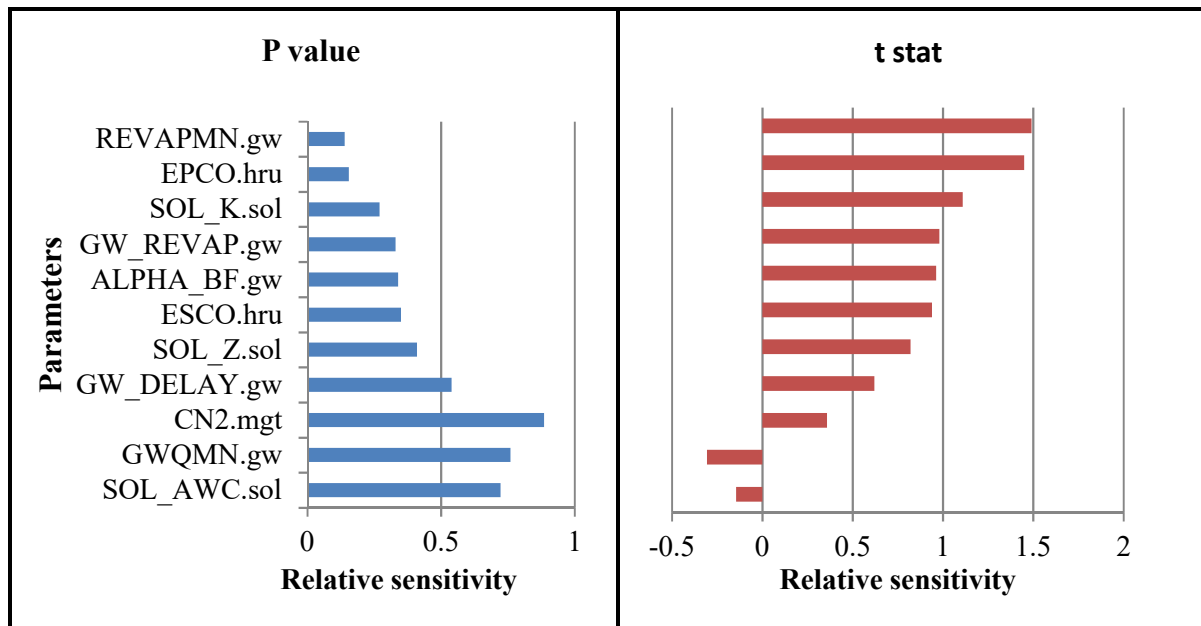 P value
Parameters
REVAPMN.gw
EPCO.hru
SOL_K.sol
GW_REVAP.gw
ALPHA_BF.gw
ESCO.hru
SOL_Z.sol
GW_DELAY.gw
CN2.mgt
GWQMN.gw
SOL_AWC.sol
0 0.5 1
Relative sensitivity
t stat
-0.5 0 0.5 1 1.5 2
Relative sensitivity